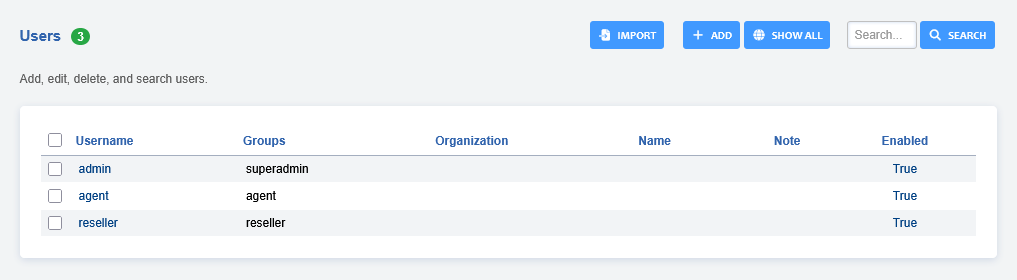 Users 3 IMPORT ADD SHOW ALL Search... SEARCH
Add, edit, delete, and search users.
Username Groups Organization Name Note Enabled
admin superadmin True
agent agent True
reseller reseller True